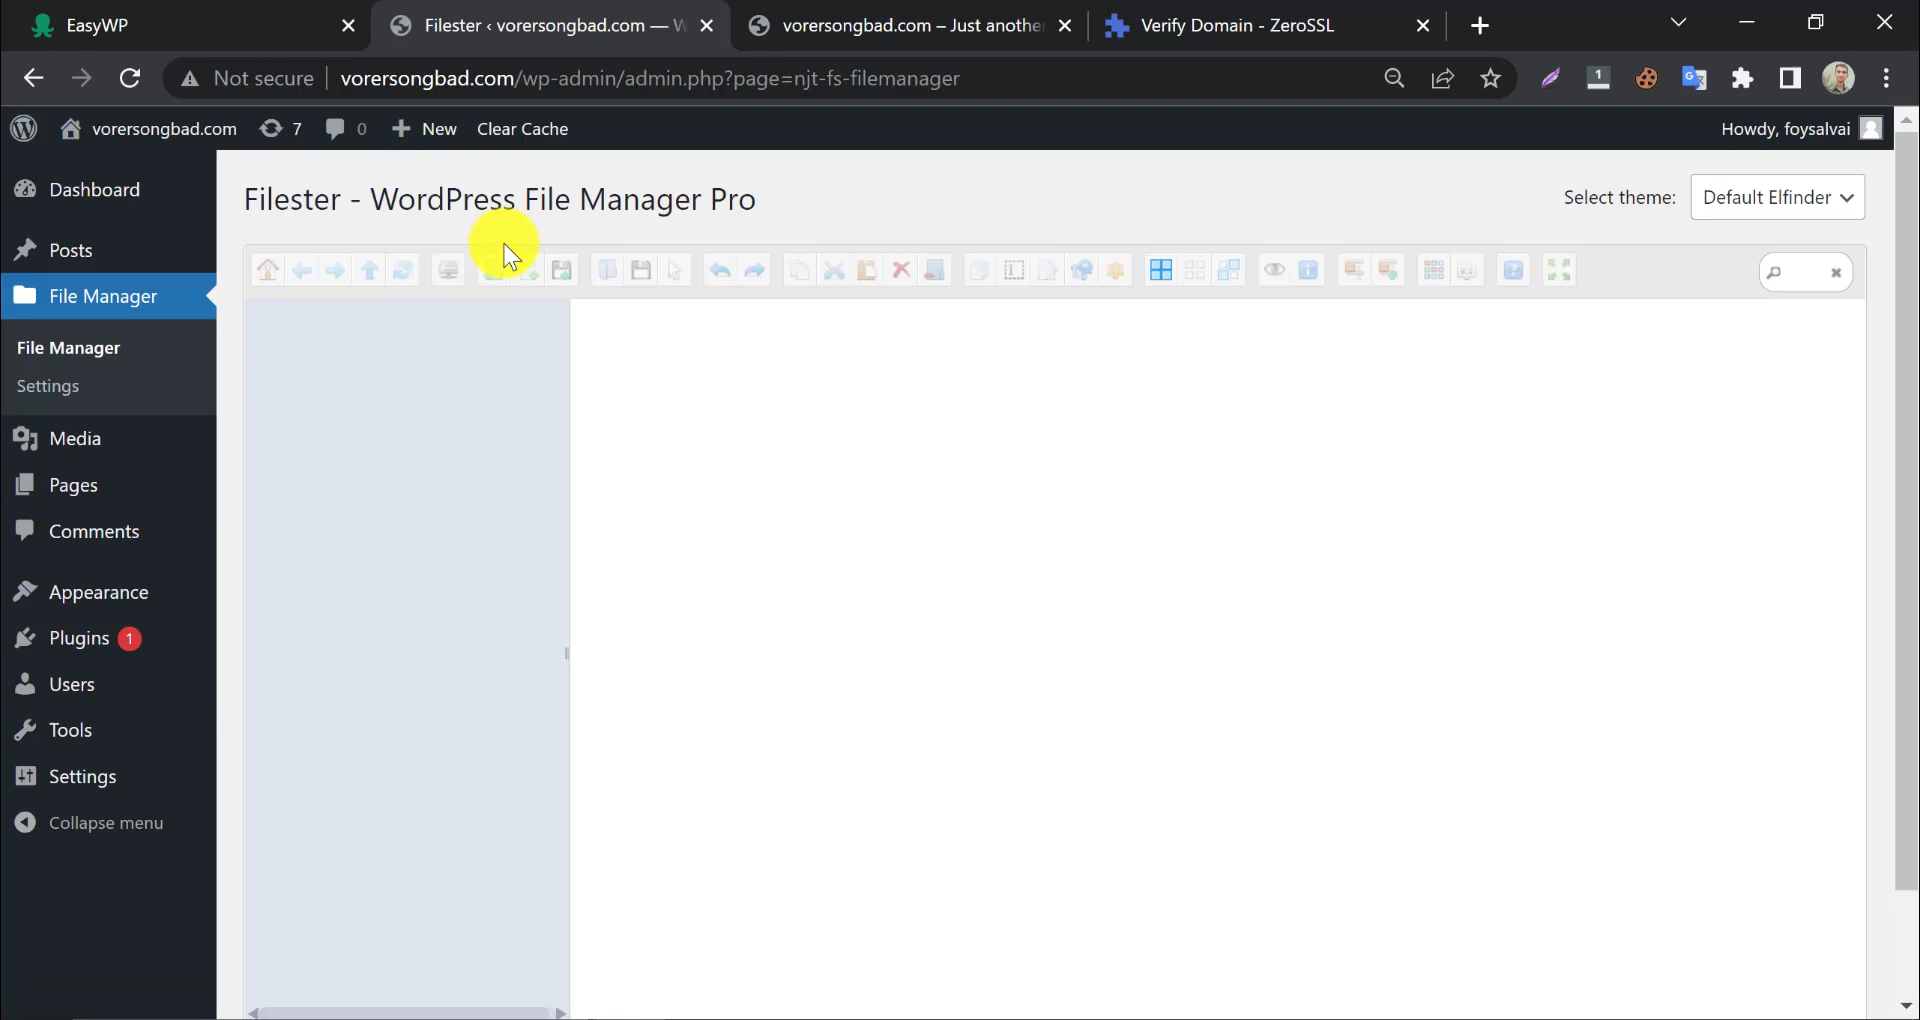 EasyWP
Filester ‹ vorersongbad.com — W
vorersongbad.com – Just anothe
Verify Domain - ZeroSSL
Not secure
vorersongbad.com/wp-admin/admin.php?page=njt-fs-filemanager
1
vorersongbad.com
7
0
New
Clear Cache
Howdy, foysalvai
Dashboard
Posts
File Manager
File Manager
Settings
Media
Pages
Comments
Appearance
Plugins 1
Users
Tools
Settings
Collapse menu
Filester - WordPress File Manager Pro
Select theme:
Default Elfinder